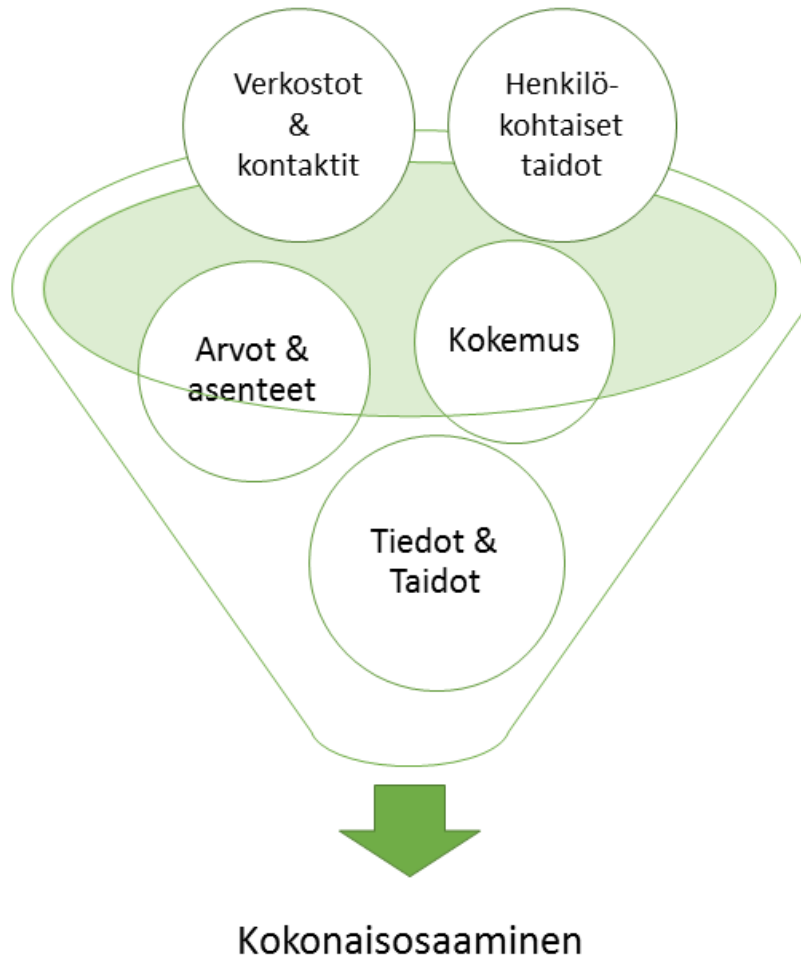 Verkostot
&
kontaktit
Henkilö-
kohtaiset
taidot
Arvot &
asenteet
Kokemus
Tiedot &
Taidot
Kokonaisosaaminen